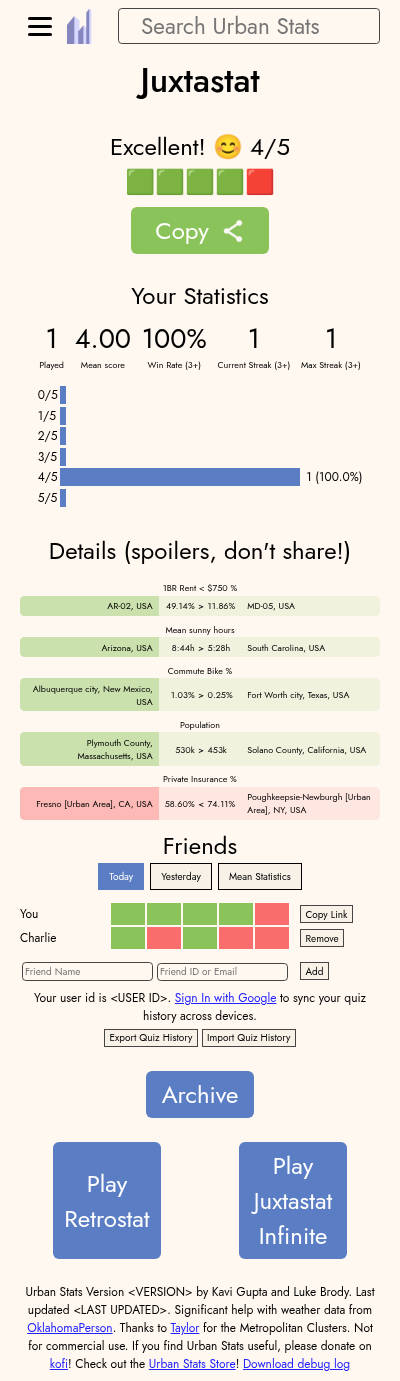 Search Urban Stats
Juxtastat
Excellent! 😊 4/5
🟩🟩🟩🟩🟥
Copy
Your Statistics
1 4.00 100% 1 1
Played Mean score Win Rate (3+) Current Streak (3+) Max Streak (3+)
0/5
1/5
2/5
3/5
4/5 1 (100.0%)
5/5
Details (spoilers, don't share!)
1BR Rent < $750 %
AR-02, USA 49.14% > 11.86% MD-05, USA
Mean sunny hours
Arizona, USA 8:44h > 5:28h South Carolina, USA
Commute Bike %
Albuquerque city, New Mexico,
USA
1.03% > 0.25% Fort Worth city, Texas, USA
Population
Plymouth County,
Massachusetts, USA
530k > 453k Solano County, California, USA
Private Insurance %
Fresno [Urban Area], CA, USA 58.60% < 74.11%
Poughkeepsie-Newburgh [Urban
Area], NY, USA
Friends
Today Yesterday Mean Statistics
You Copy Link
Charlie Remove
Friend Name Friend ID or Email Add
Your user id is <USER ID>. Sign In with Google to sync your quiz
history across devices.
Export Quiz History Import Quiz History
Archive
Play
Retrostat
Play
Juxtastat
Infinite
Urban Stats Version <VERSION> by Kavi Gupta and Luke Brody. Last
updated <LAST UPDATED>. Significant help with weather data from
OklahomaPerson. Thanks to Taylor for the Metropolitan Clusters. Not
for commercial use. If you find Urban Stats useful, please donate on
kofi! Check out the Urban Stats Store! Download debug log